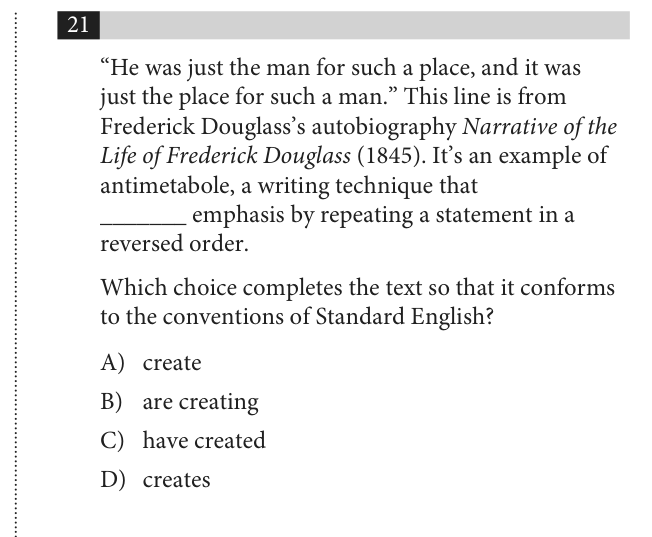 21
“He was just the man for such a place, and it was
just the place for such a man.” This line is from
Frederick Douglass’s autobiography Narrative of the
Life of Frederick Douglass (1845). It’s an example of
antimetabole, a writing technique that
_______ emphasis by repeating a statement in a
reversed order.
Which choice completes the text so that it conforms
to the conventions of Standard English?
A) create
B) are creating
C) have created
D) creates